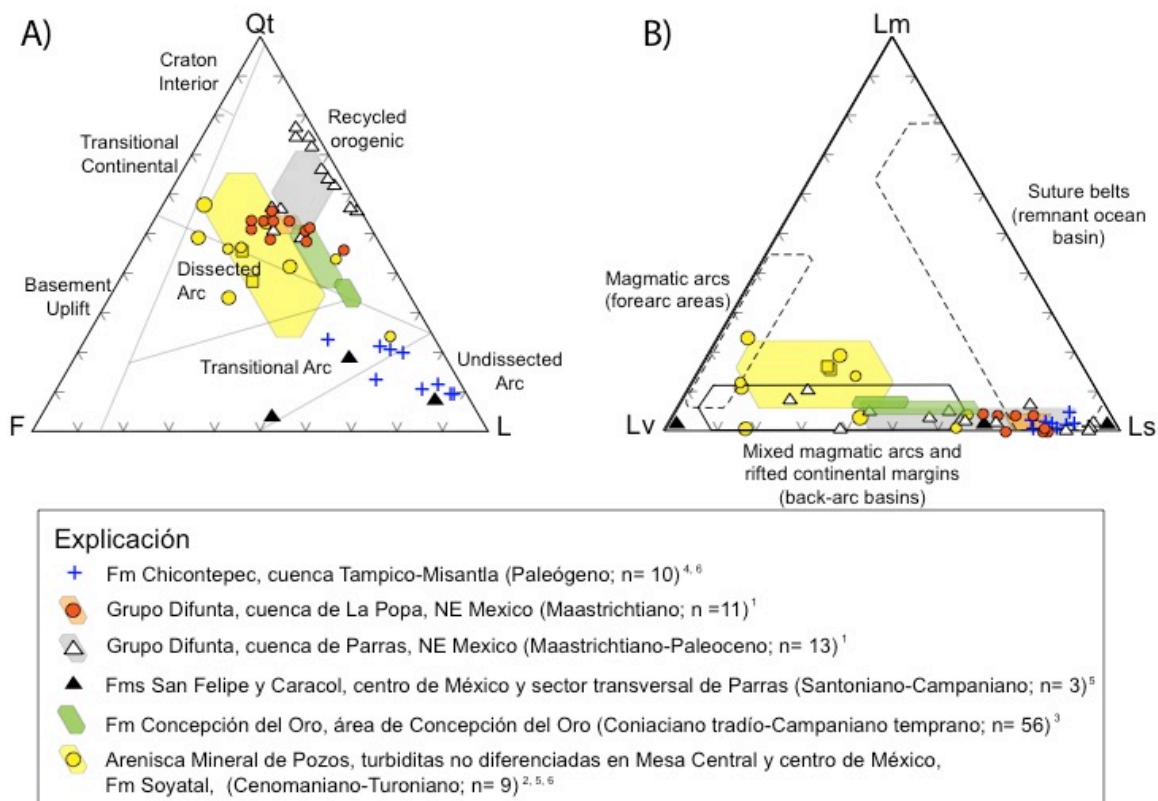 A)
Qt
Craton
Interior
Transitional
Continental
Recycled
orogenic
Basement
Uplift
Dissected
Arc
Transitional Arc
Undissected
Arc
F
L
B)
Lm
Suture belts
(remnant ocean
basin)
Magmatic arcs
(forearc areas)
Lv
Ls
Mixed magmatic arcs and
rifted continental margins
(back-arc basins)
Explicación
Fm Chicontepec, cuenca Tampico-Misantla (Paleógeno; n= 10)4, 6
Grupo Difunta, cuenca de La Popa, NE Mexico (Maastrichtiano; n =11)1
Grupo Difunta, cuenca de Parras, NE Mexico (Maastrichtiano-Paleoceno; n= 13)1
Fms San Felipe y Caracol, centro de México y sector transversal de Parras (Santoniano-Campaniano; n= 3)5
Fm Concepción del Oro, área de Concepción del Oro (Coniaciano tradío-Campaniano temprano; n= 56)3
Arenisca Mineral de Pozos, turbiditas no diferenciadas en Mesa Central y centro de México,
Fm Soyatal, (Cenomaniano-Turoniano; n= 9)2, 5, 6